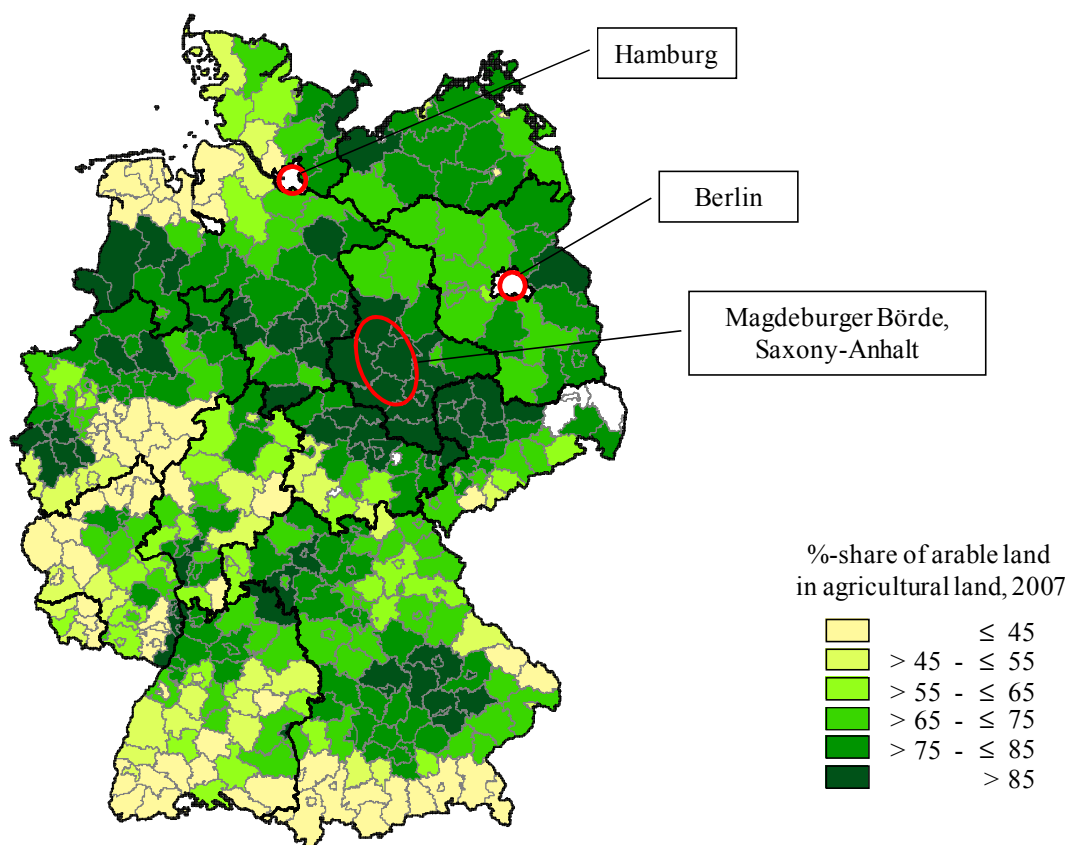 Hamburg
Berlin
Magdeburger Börde,
Saxony-Anhalt
%-share of arable land
in agricultural land, 2007
≤ 45
> 45 - ≤ 55
> 55 - ≤ 65
> 65 - ≤ 75
> 75 - ≤ 85
> 85